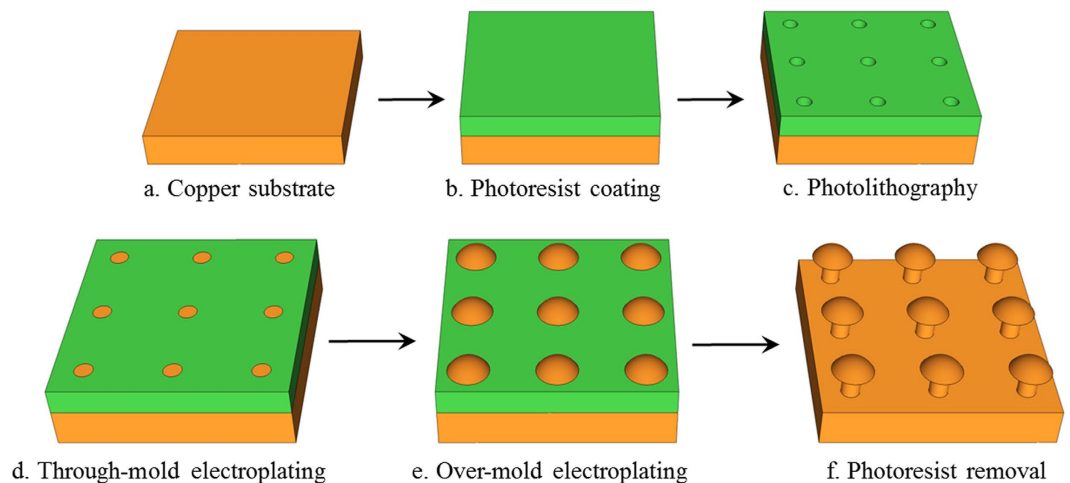 a. Copper substrate
b. Photoresist coating
c. Photolithography
d. Through-mold electroplating
e. Over-mold electroplating
f. Photoresist removal